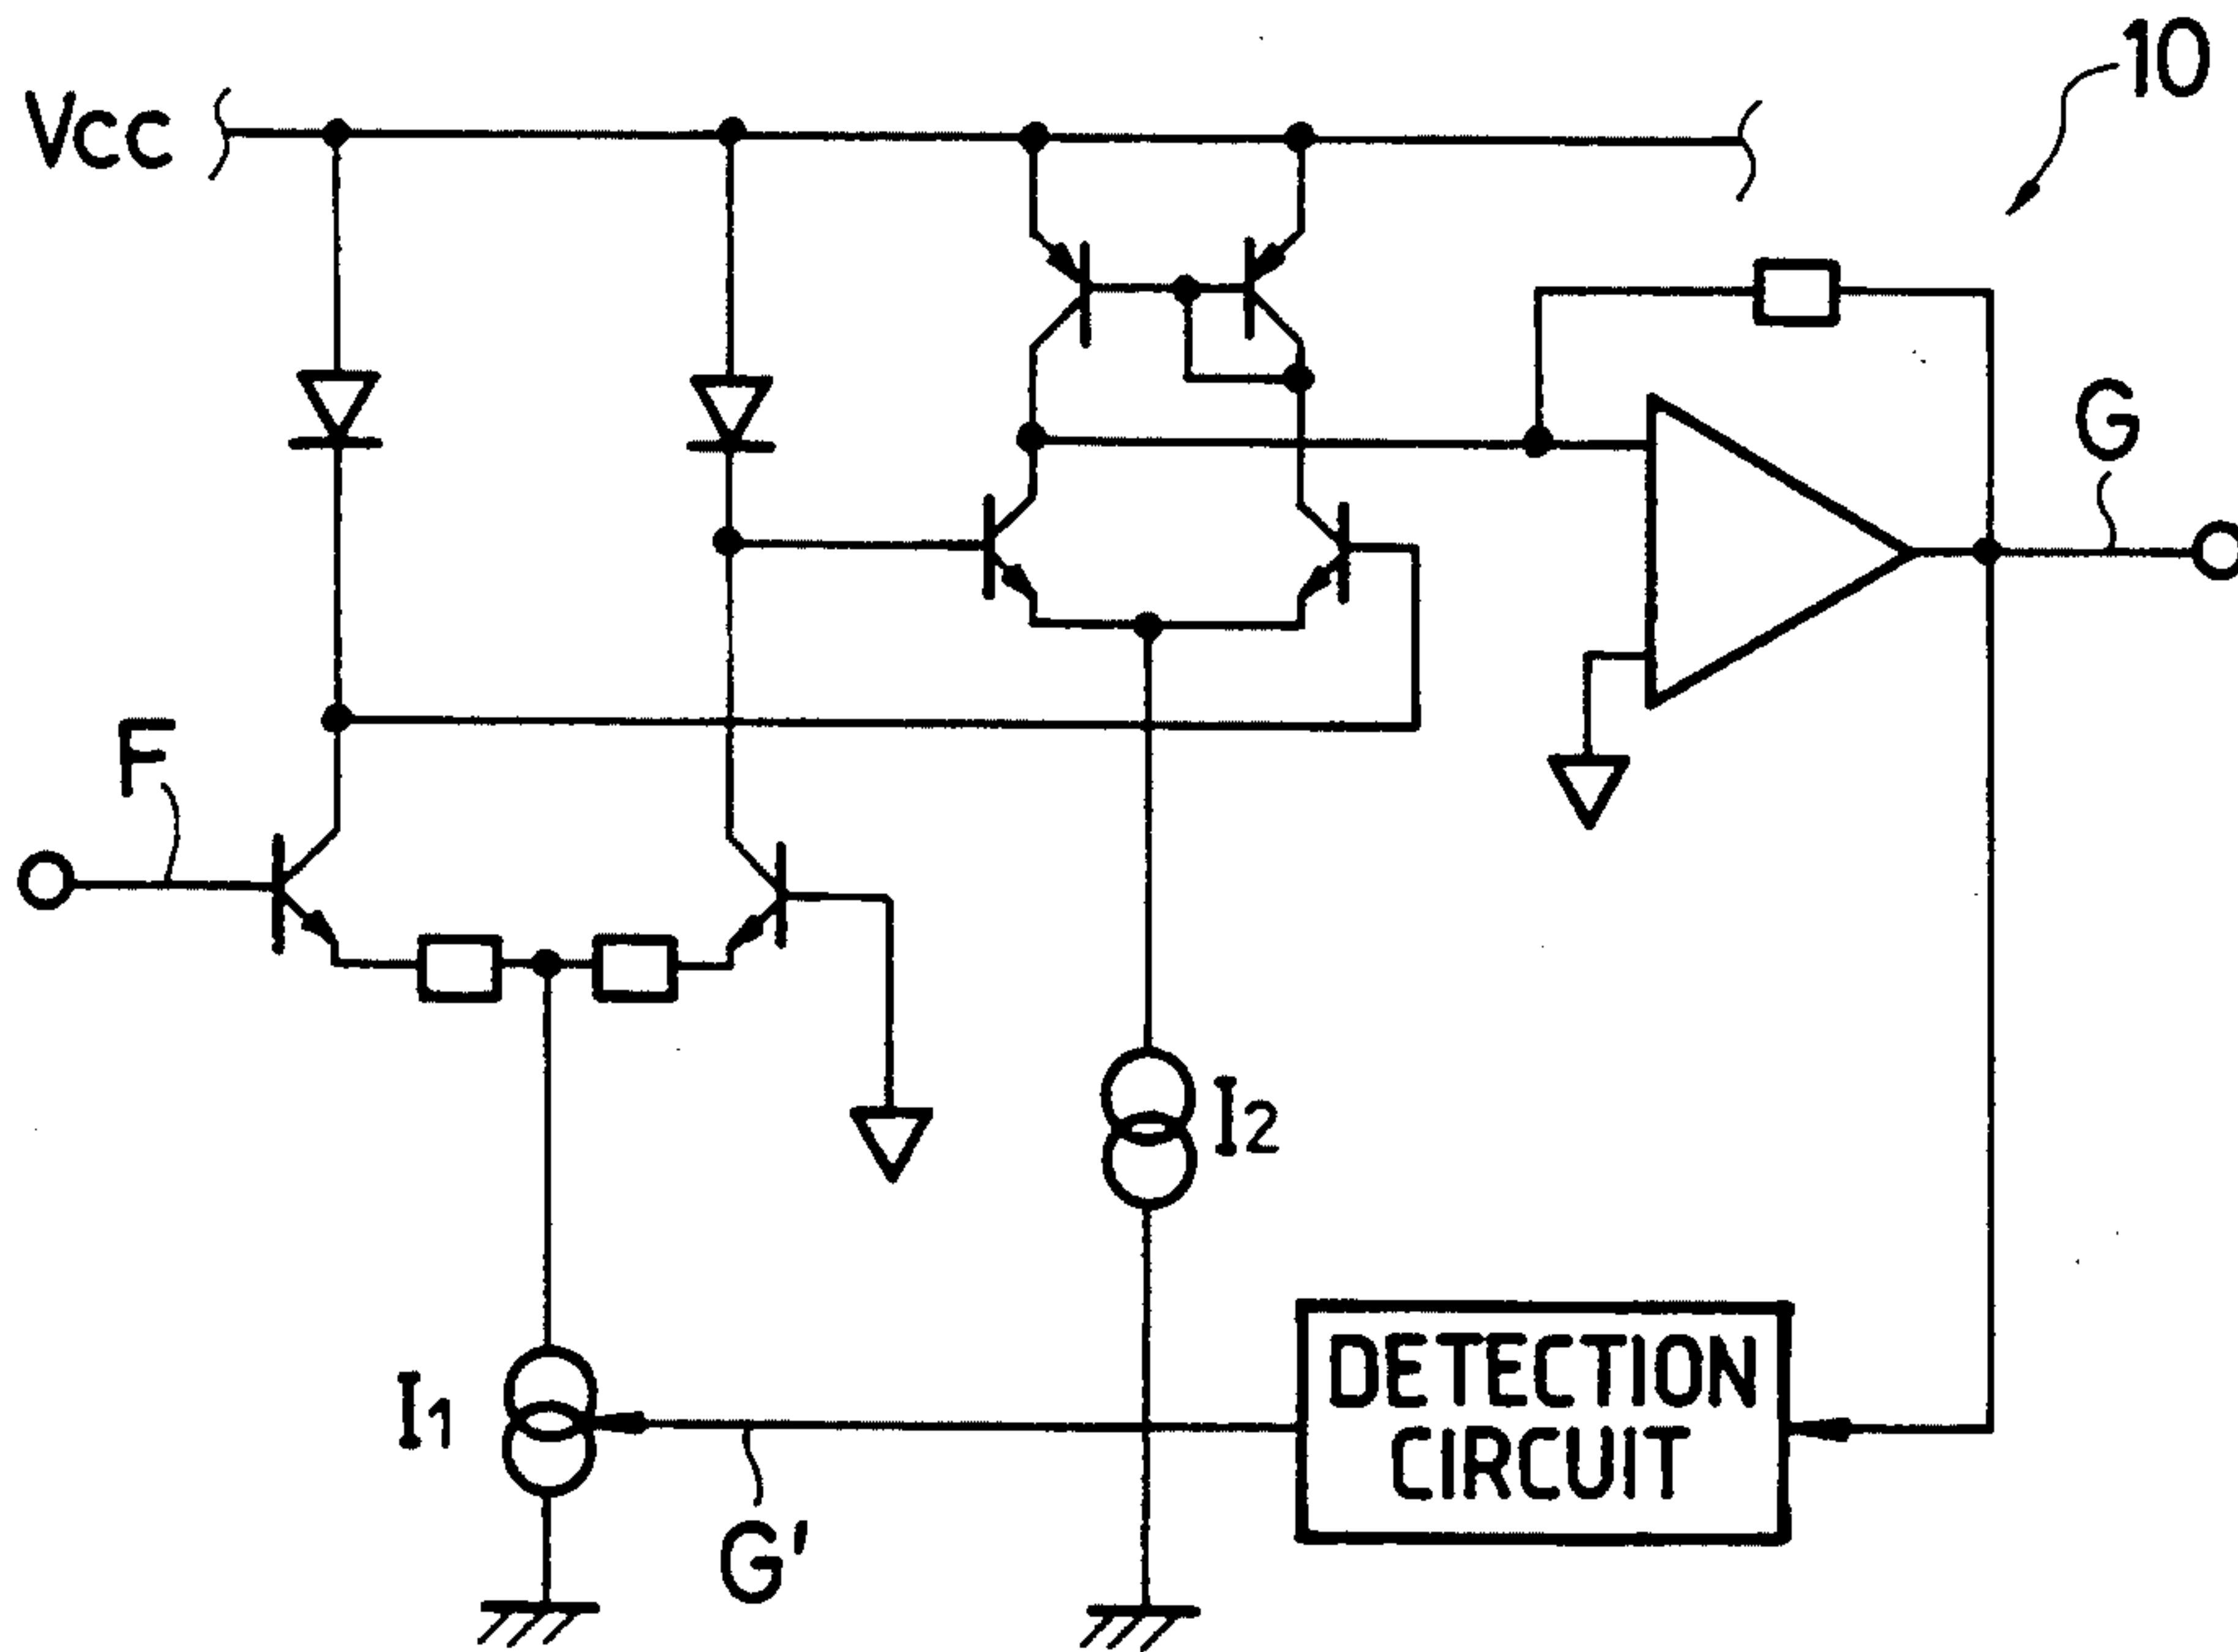 10
Vcc
G
F
I2
DETECTION
CIRCUIT
I1
G'